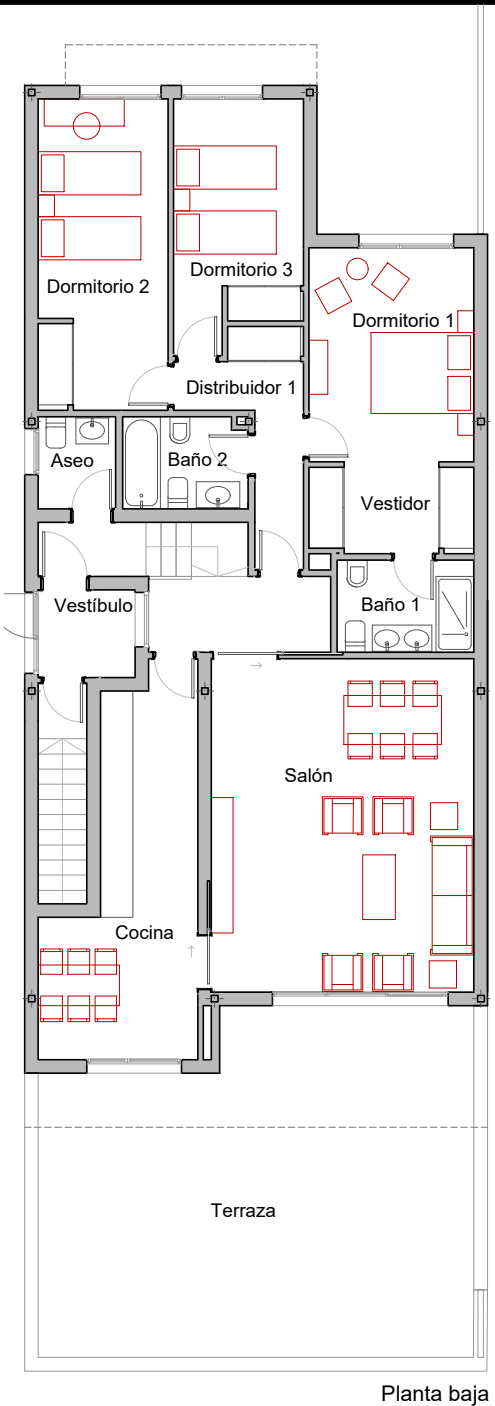 Dormitorio 3
Dormitorio 2
Dormitorio 1
Distribuidor 1
Aseo
Baño 2
Vestidor
Vestíbulo
Baño 1
Salón
Cocina
Terraza
Planta baja